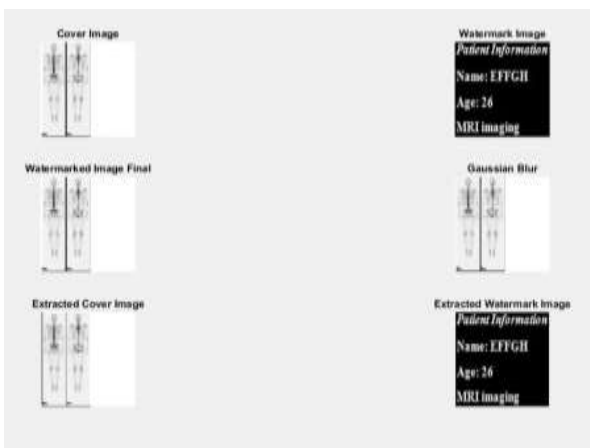 Cover Image
Watermark Image
Patient Information
Name: EFFGH
Age: 26
MRI imaging
Watermarked Image Final
Gaussian Blur
Extracted Cover Image
Extracted Watermark Image
Patient Information
Name: EFFGH
Age: 26
MRI imaging